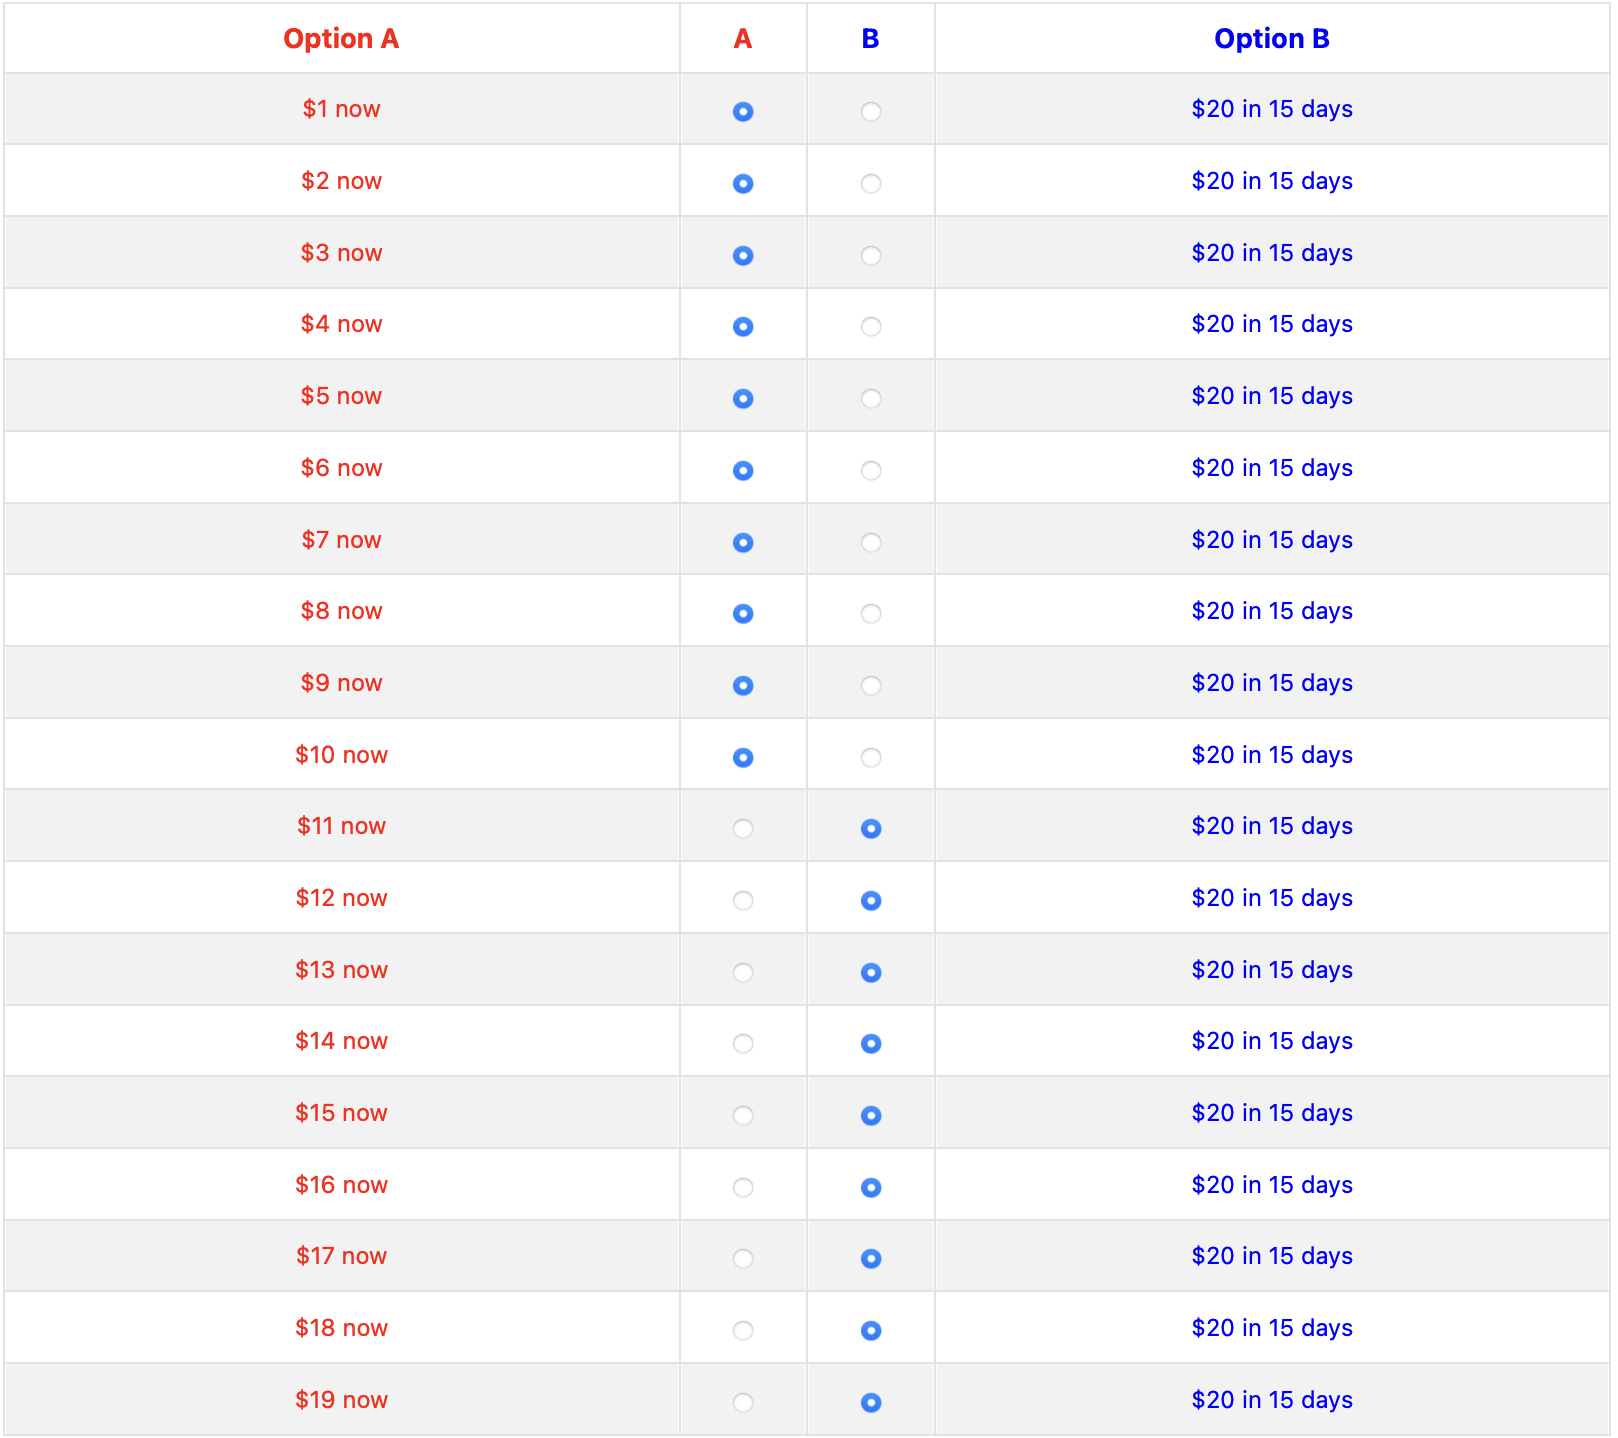 Option A A B Option B
$1 now $20 in 15 days
$2 now $20 in 15 days
$3 now $20 in 15 days
$4 now $20 in 15 days
$5 now $20 in 15 days
$6 now $20 in 15 days
$7 now $20 in 15 days
$8 now $20 in 15 days
$9 now $20 in 15 days
$10 now $20 in 15 days
$11 now $20 in 15 days
$12 now $20 in 15 days
$13 now $20 in 15 days
$14 now $20 in 15 days
$15 now $20 in 15 days
$16 now $20 in 15 days
$17 now $20 in 15 days
$18 now $20 in 15 days
$19 now $20 in 15 days